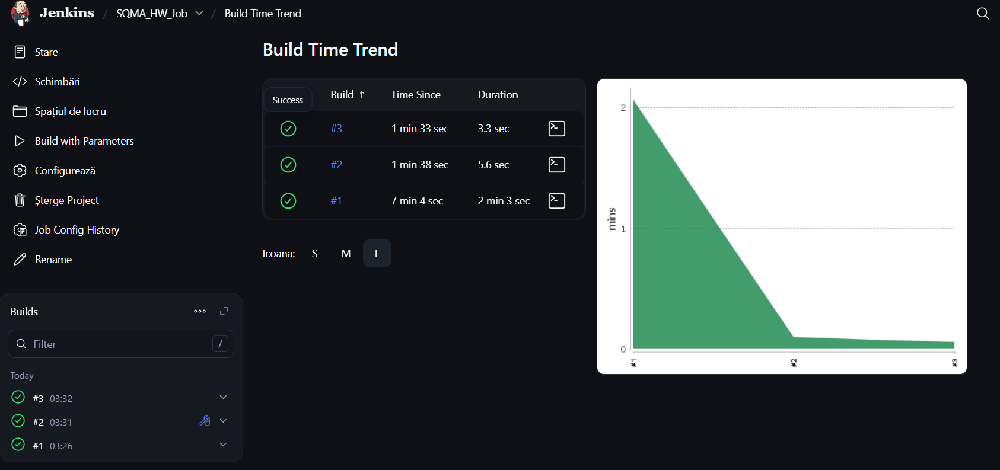 Jenkins / SQMA_HW_Job / Build Time Trend
Stare
Schimbări
Spațiul de lucru
Build with Parameters
Configurează
Șterge Project
Job Config History
Rename
Builds
Filter /
Today
#3 03:32
#2 03:31
#1 03:26
Build Time Trend
Success
Build ↑ Time Since Duration
#3 1 min 33 sec 3.3 sec
#2 1 min 38 sec 5.6 sec
#1 7 min 4 sec 2 min 3 sec
Icoana: S M L
mins
2
1
0
#1 #2 #3